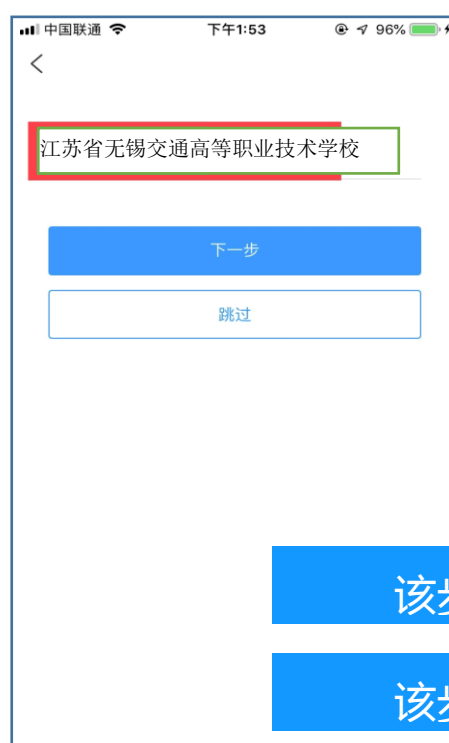 中国联通 下午1:53 96%
江苏省无锡交通高等职业技术学校
下一步
跳过
该
该